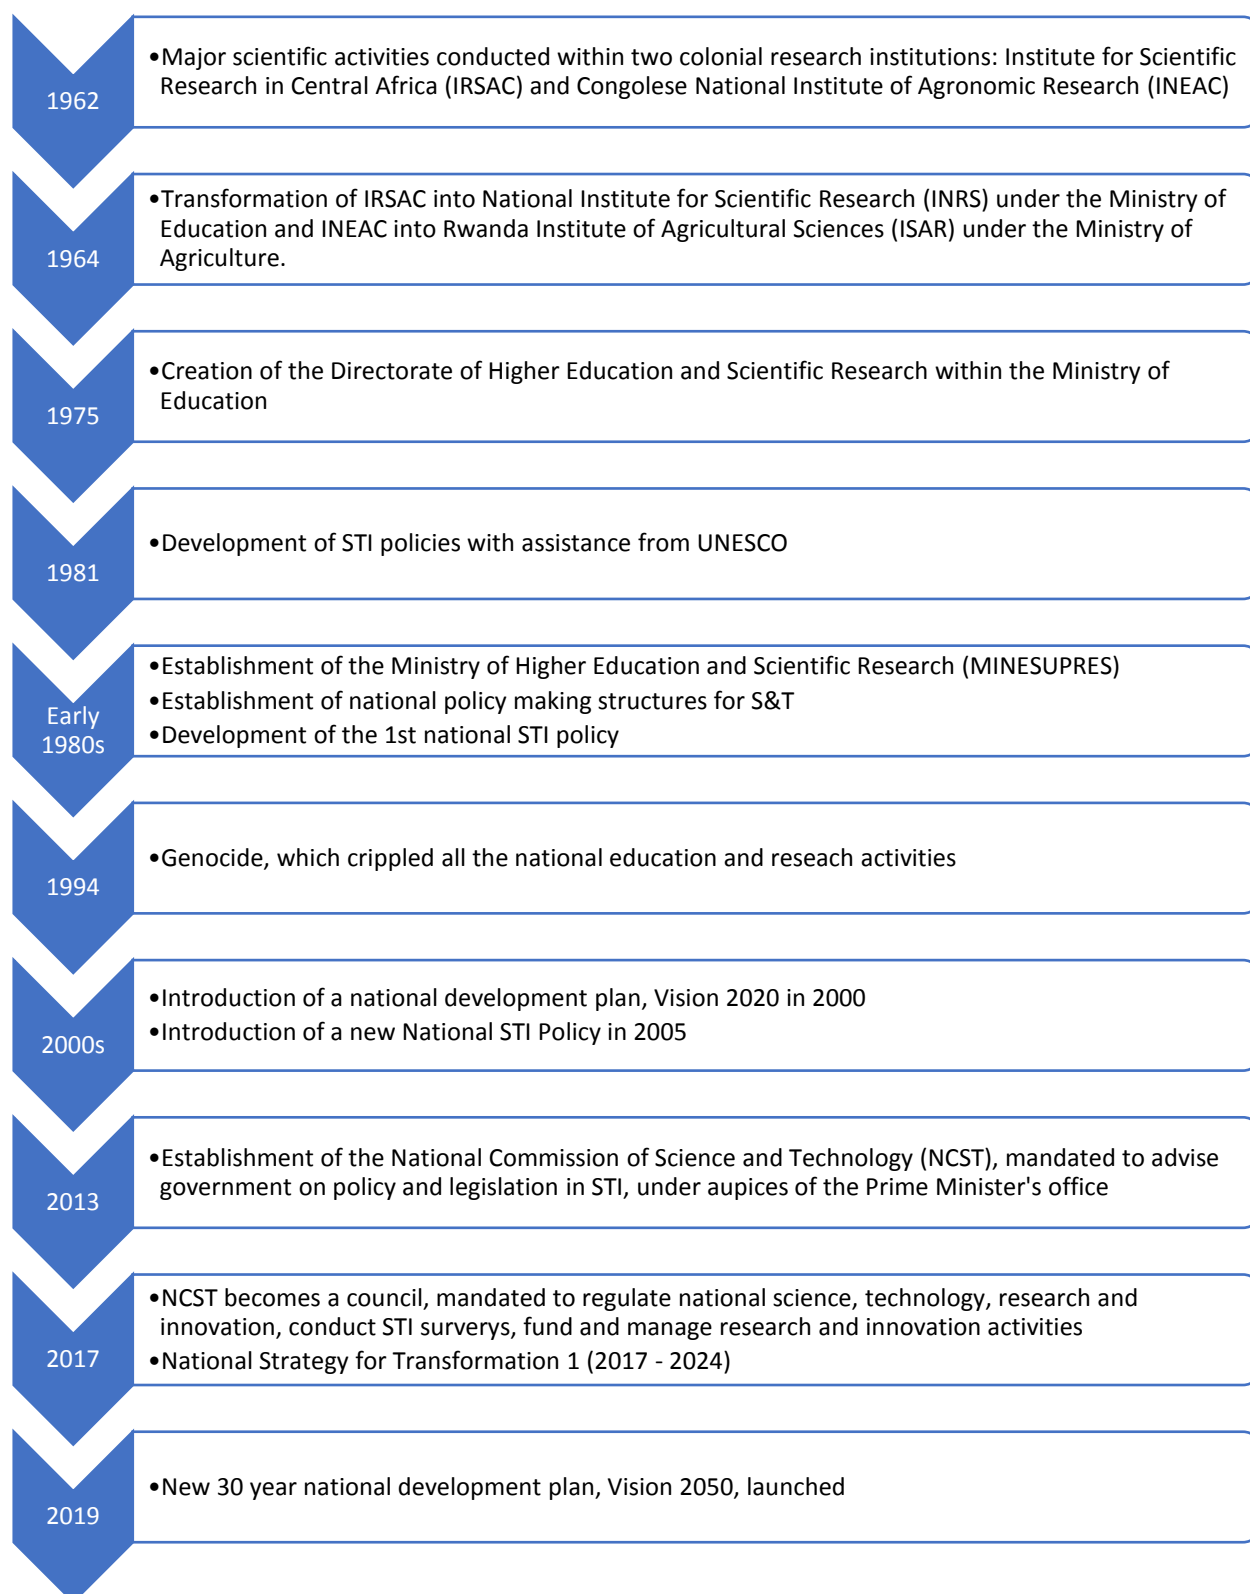 1962
•Major scientific activities conducted within two colonial research institutions: Institute for Scientific
Research in Central Africa (IRSAC) and Congolese National Institute of Agronomic Research (INEAC)
1964
•Transformation of IRSAC into National Institute for Scientific Research (INRS) under the Ministry of
Education and INEAC into Rwanda Institute of Agricultural Sciences (ISAR) under the Ministry of
Agriculture.
1975
•Creation of the Directorate of Higher Education and Scientific Research within the Ministry of
Education
1981
•Development of STI policies with assistance from UNESCO
Early
1980s
•Establishment of the Ministry of Higher Education and Scientific Research (MINESUPRES)
•Establishment of national policy making structures for S&T
•Development of the 1st national STI policy
1994
•Genocide, which crippled all the national education and reseach activities
2000s
•Introduction of a national development plan, Vision 2020 in 2000
•Introduction of a new National STI Policy in 2005
2013
•Establishment of the National Commission of Science and Technology (NCST), mandated to advise
government on policy and legislation in STI, under aupices of the Prime Minister's office
2017
•NCST becomes a council, mandated to regulate national science, technology, research and
innovation, conduct STI surverys, fund and manage research and innovation activities
•National Strategy for Transformation 1 (2017 - 2024)
2019
•New 30 year national development plan, Vision 2050, launched